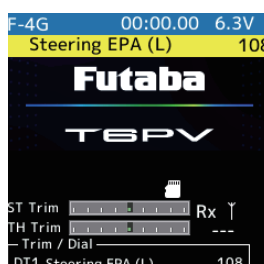 F-4G 00:00.00 6.3V
Steering EPA (L) 108
Futaba
T6PV
ST Trim Rx
TH Trim ---
Trim / Dial
DT1 Steering EPA (L) 108